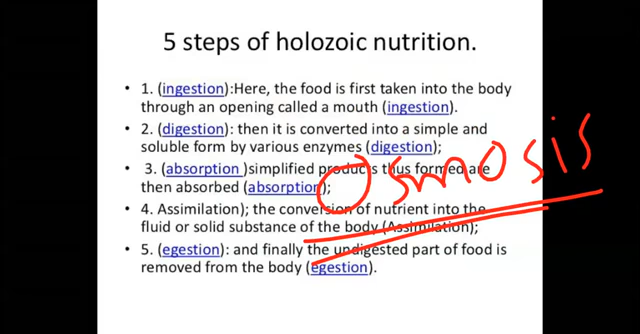 5 steps of holozoic nutrition.
• 1. (ingestion):Here, the food is first taken into the body
through an opening called a mouth (ingestion).
• 2. (digestion): then it is converted into a simple and
soluble form by various enzymes (digestion);
• 3. (absorption )simplified products thus formed are
then absorbed (absorption);
Osmosis
• 4. Assimilation); the conversion of nutrient into the
fluid or solid substance of the body (Assimilation);
• 5. (egestion): and finally the undigested part of food is
removed from the body (egestion).